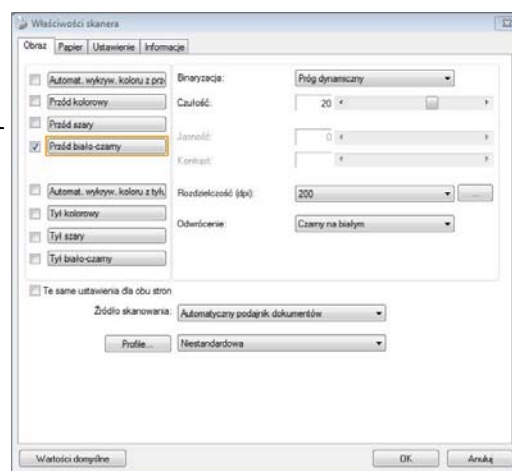 Właściwości skanera
Obraz Papier Ustawienie Informacje
Automat. wykryw. koloru z prze
Przód kolorowy
Przód szary
Przód biało-czarny
Automat. wykryw. koloru z tyłu,
Tył kolorowy
Tył szary
Tył biało-czarny
Binaryzacja: Próg dynamiczny
Czułość: 20
Jasność: 0
Kontrast:
Rozdzielczość (dpi): 200 ...
Odwrócenie: Czarny na białym
Te same ustawienia dla obu stron
Źródło skanowania: Automatyczny podajnik dokumentów
Profile... Niestandardowa
Wartości domyślne OK Anuluj